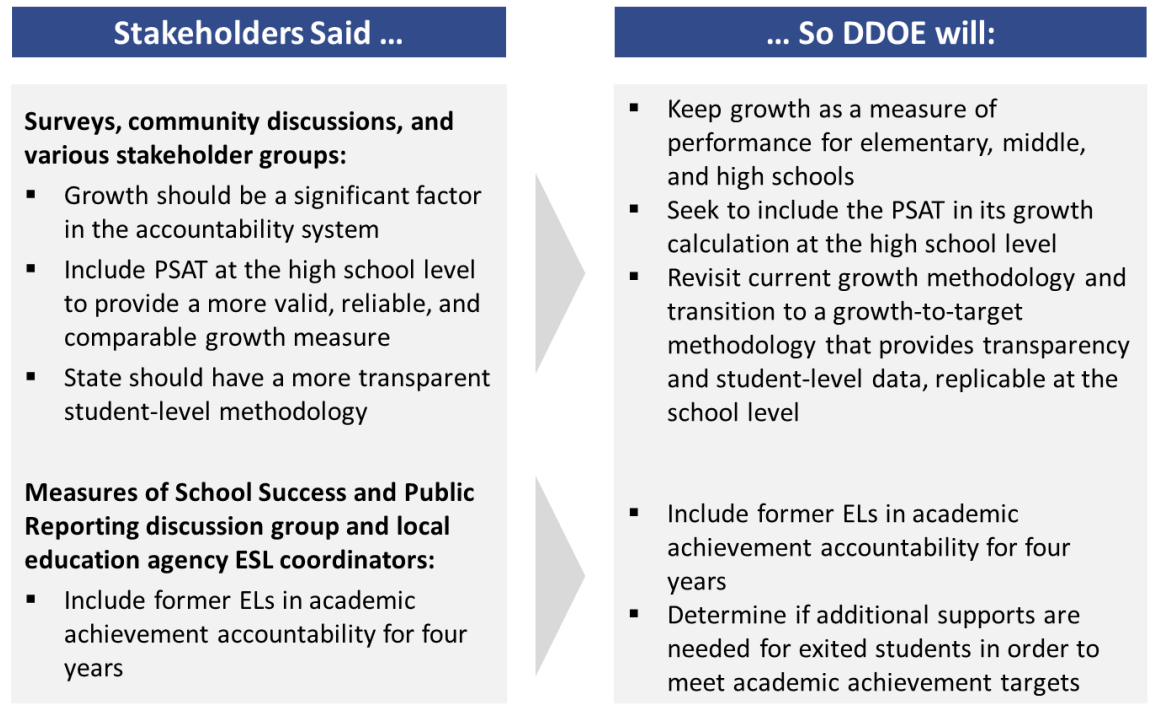 Stakeholders Said …
Surveys, community discussions, and
various stakeholder groups:
▪ Growth should be a significant factor
in the accountability system
▪ Include PSAT at the high school level
to provide a more valid, reliable, and
comparable growth measure
▪ State should have a more transparent
student-level methodology
Measures of School Success and Public
Reporting discussion group and local
education agency ESL coordinators:
▪ Include former ELs in academic
achievement accountability for four
years
… So DDOE will:
▪ Keep growth as a measure of
performance for elementary, middle,
and high schools
▪ Seek to include the PSAT in its growth
calculation at the high school level
▪ Revisit current growth methodology and
transition to a growth-to-target
methodology that provides transparency
and student-level data, replicable at the
school level
▪ Include former ELs in academic
achievement accountability for four
years
▪ Determine if additional supports are
needed for exited students in order to
meet academic achievement targets